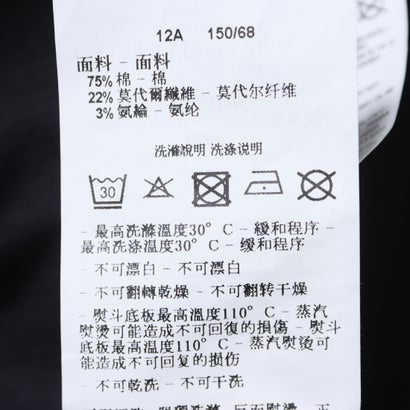 12A 150/68
面料 - 面料
75% 棉 - 棉
22% 莫代爾纖維 - 莫代尔纤维
3% 氨綸 - 氨纶
洗滌說明 洗涤说明
30
- 最高洗滌溫度30° C - 緩和程序 -
最高洗涤温度30° C - 缓和程序
- 不可漂白 - 不可漂白
- 不可翻轉乾燥 - 不可翻转干燥
- 熨斗底板最高溫度110° C - 蒸汽
熨燙可能造成不可回復的損傷 - 熨斗
底板最高温度110° C - 蒸汽熨烫可
能造成不可回复的损伤
- 不可乾洗 - 不可干洗